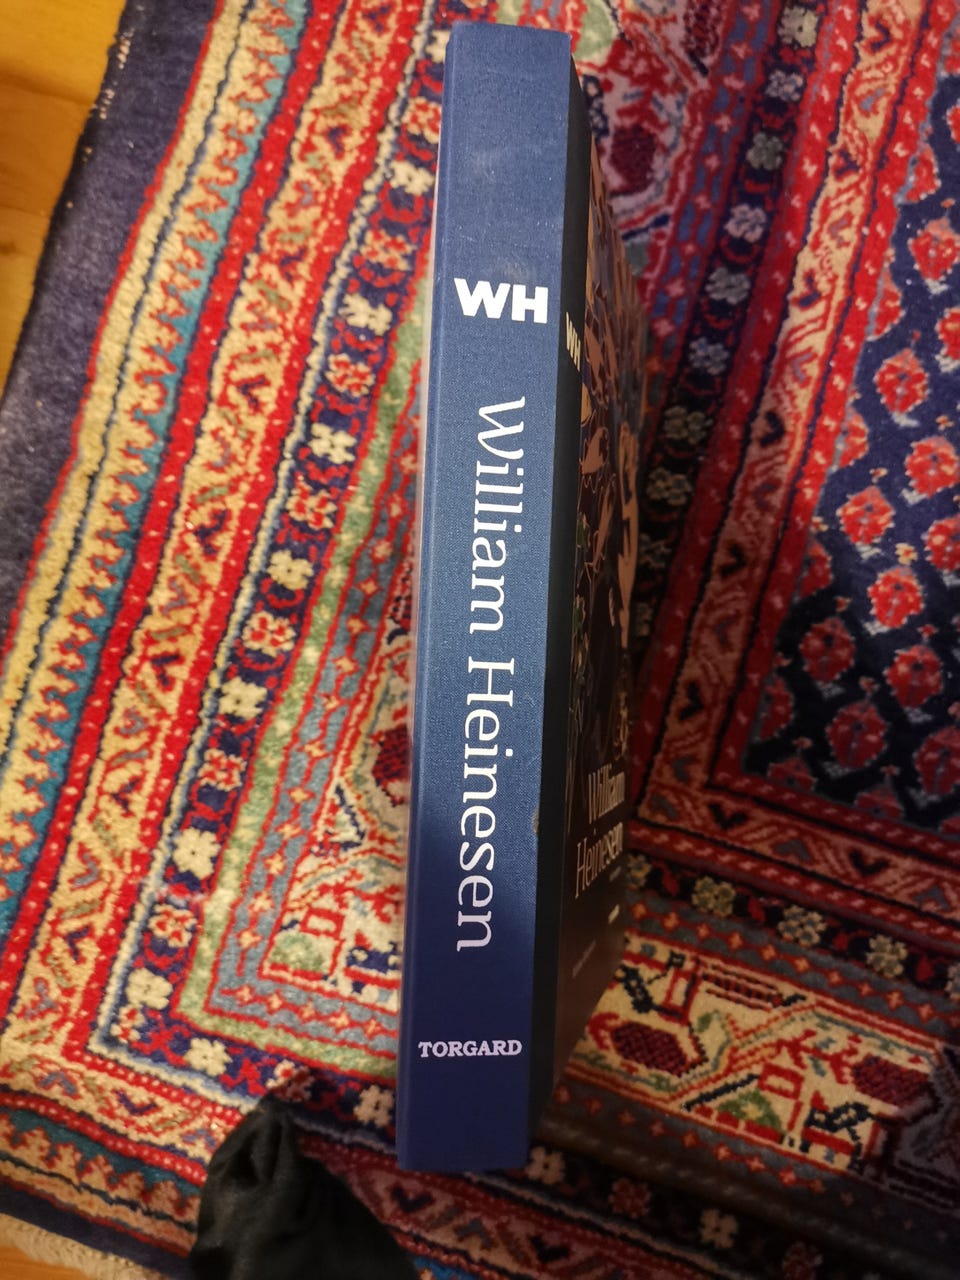 WH
William Heinesen
TORGARD
WH
William
Heinesen